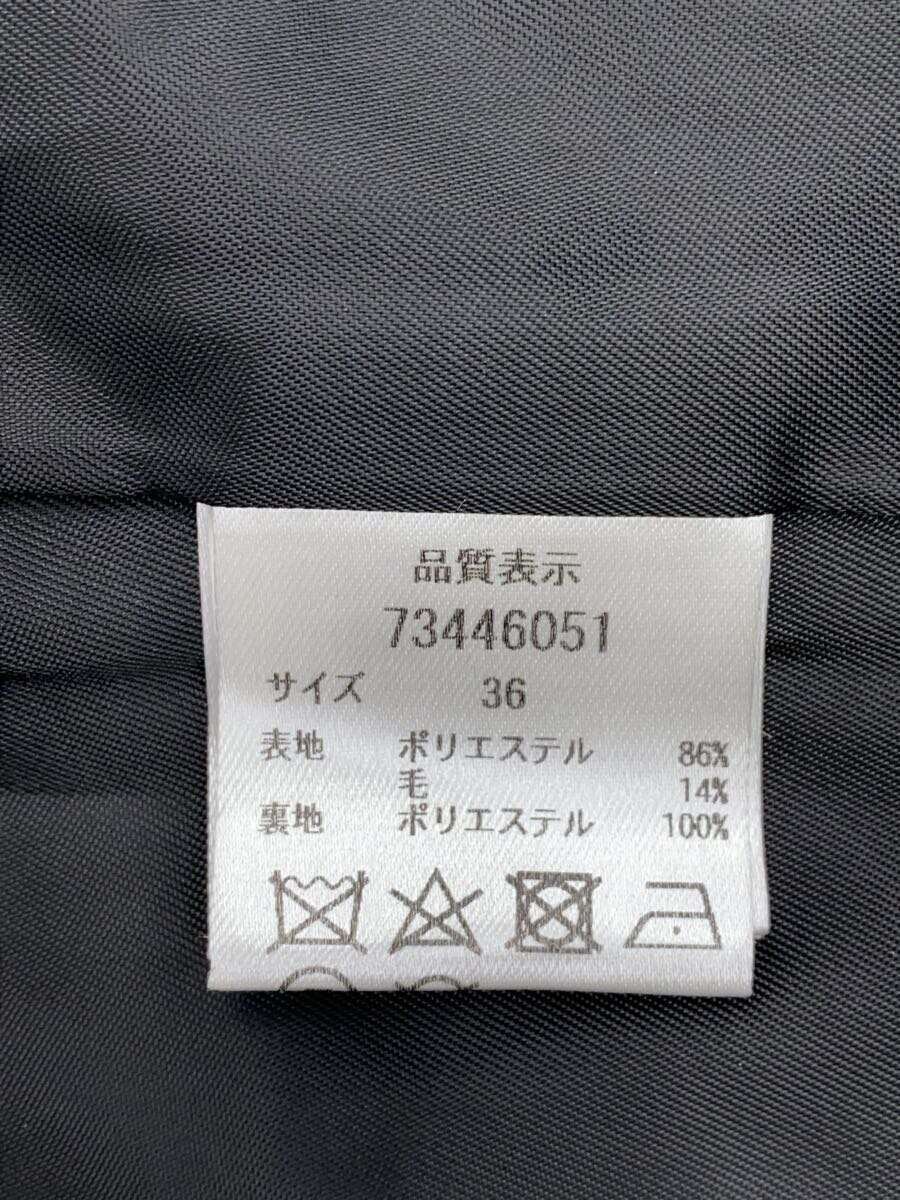 品質表示
73446051
サイズ 36
表地 ポリエステル 86%
毛 14%
裏地 ポリエステル 100%